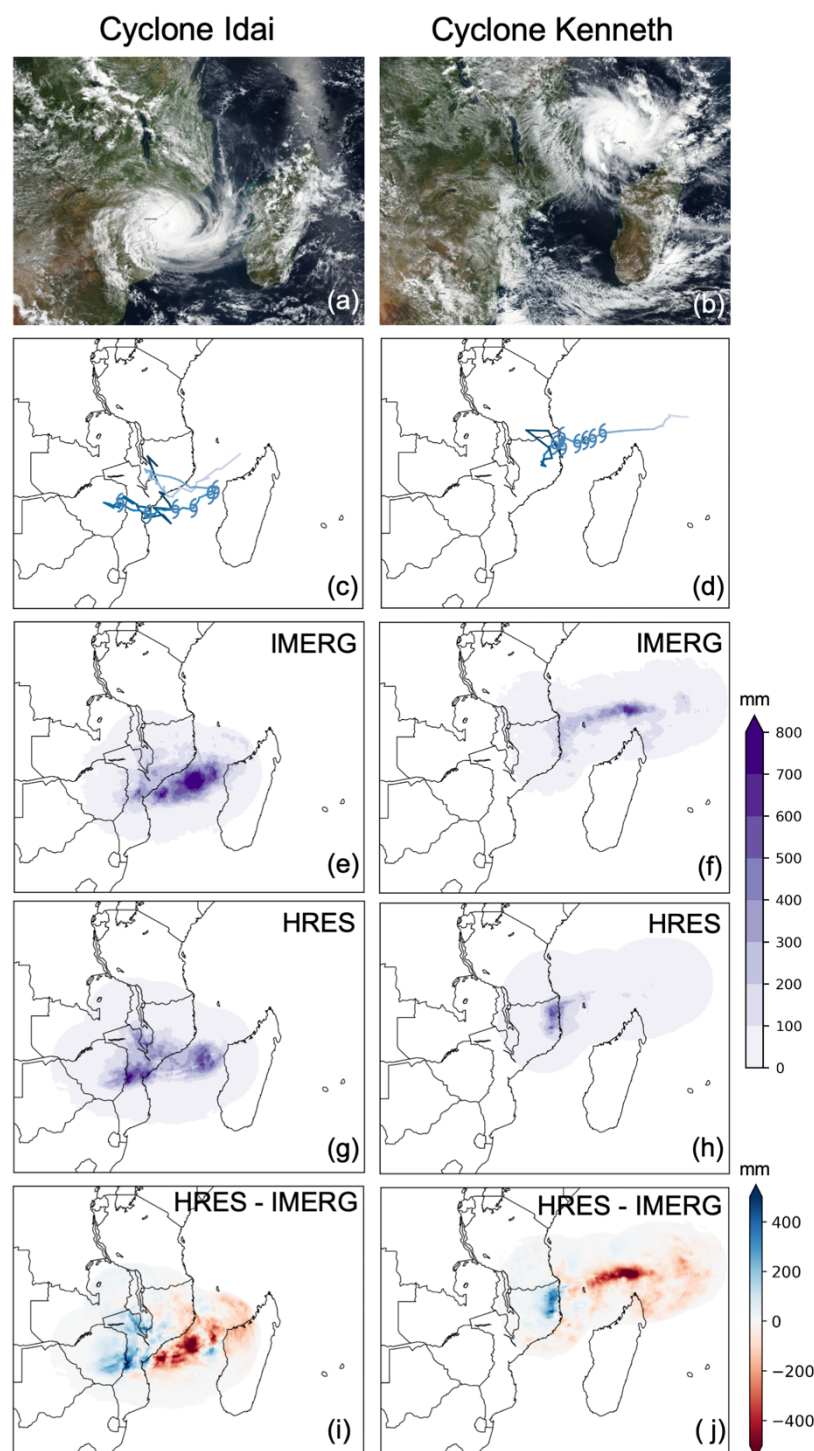 Cyclone Idai
Cyclone Kenneth
(a)
(b)
(c)
(d)
IMERG
(e)
IMERG
(f)
mm
800
700
600
500
400
300
200
100
0
HRES
(g)
HRES
(h)
HRES - IMERG
(i)
HRES - IMERG
( j)
mm
400
200
0
−200
−400